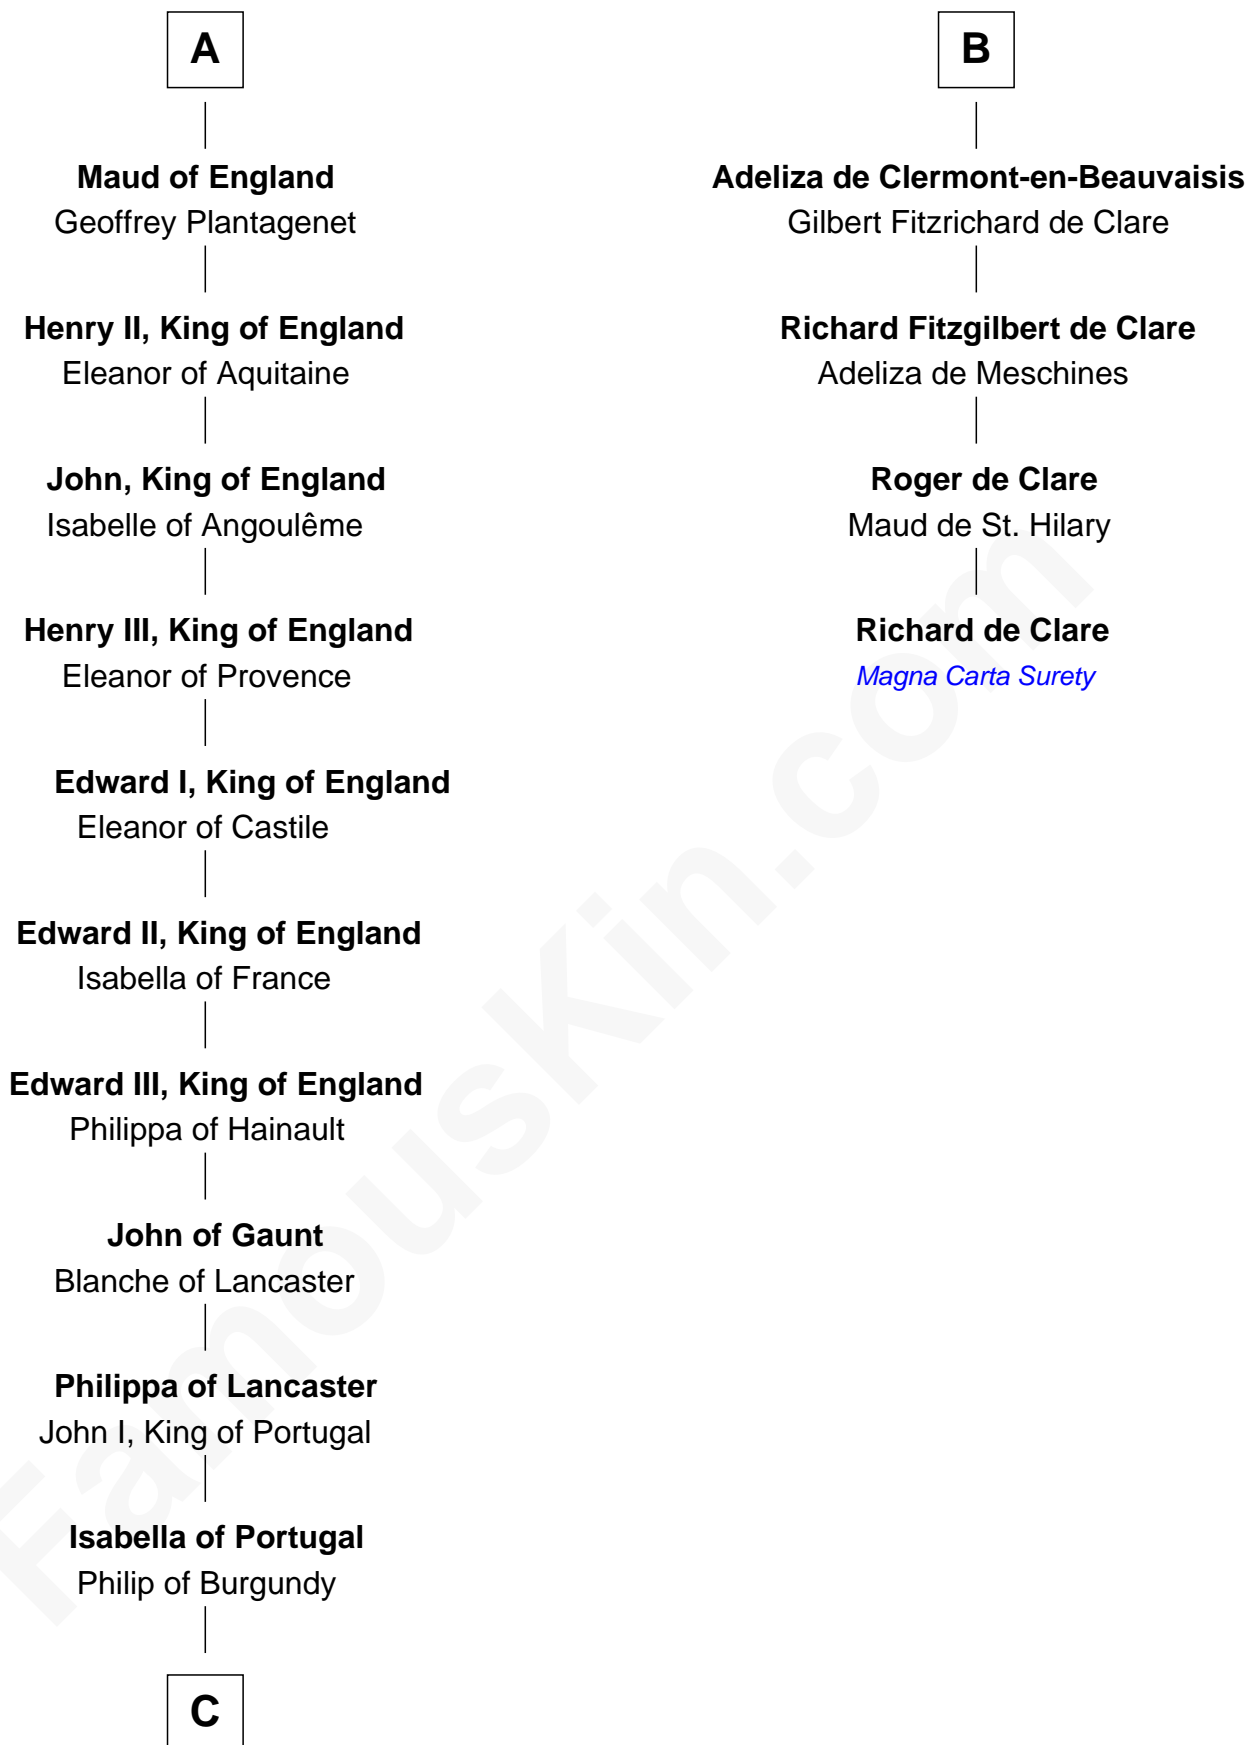 A
Maud of England
Geoffrey Plantagenet
Henry II, King of England
Eleanor of Aquitaine
John, King of England
Isabelle of Angoulême
Henry III, King of England
Eleanor of Provence
Edward I, King of England
Eleanor of Castile
Edward II, King of England
Isabella of France
Edward III, King of England
Philippa of Hainault
John of Gaunt
Blanche of Lancaster
Philippa of Lancaster
John I, King of Portugal
Isabella of Portugal
Philip of Burgundy
C
B
Adeliza de Clermont-en-Beauvaisis
Gilbert Fitzrichard de Clare
Richard Fitzgilbert de Clare
Adeliza de Meschines
Roger de Clare
Maud de St. Hilary
Richard de Clare
Magna Carta Surety
FamousKin.com